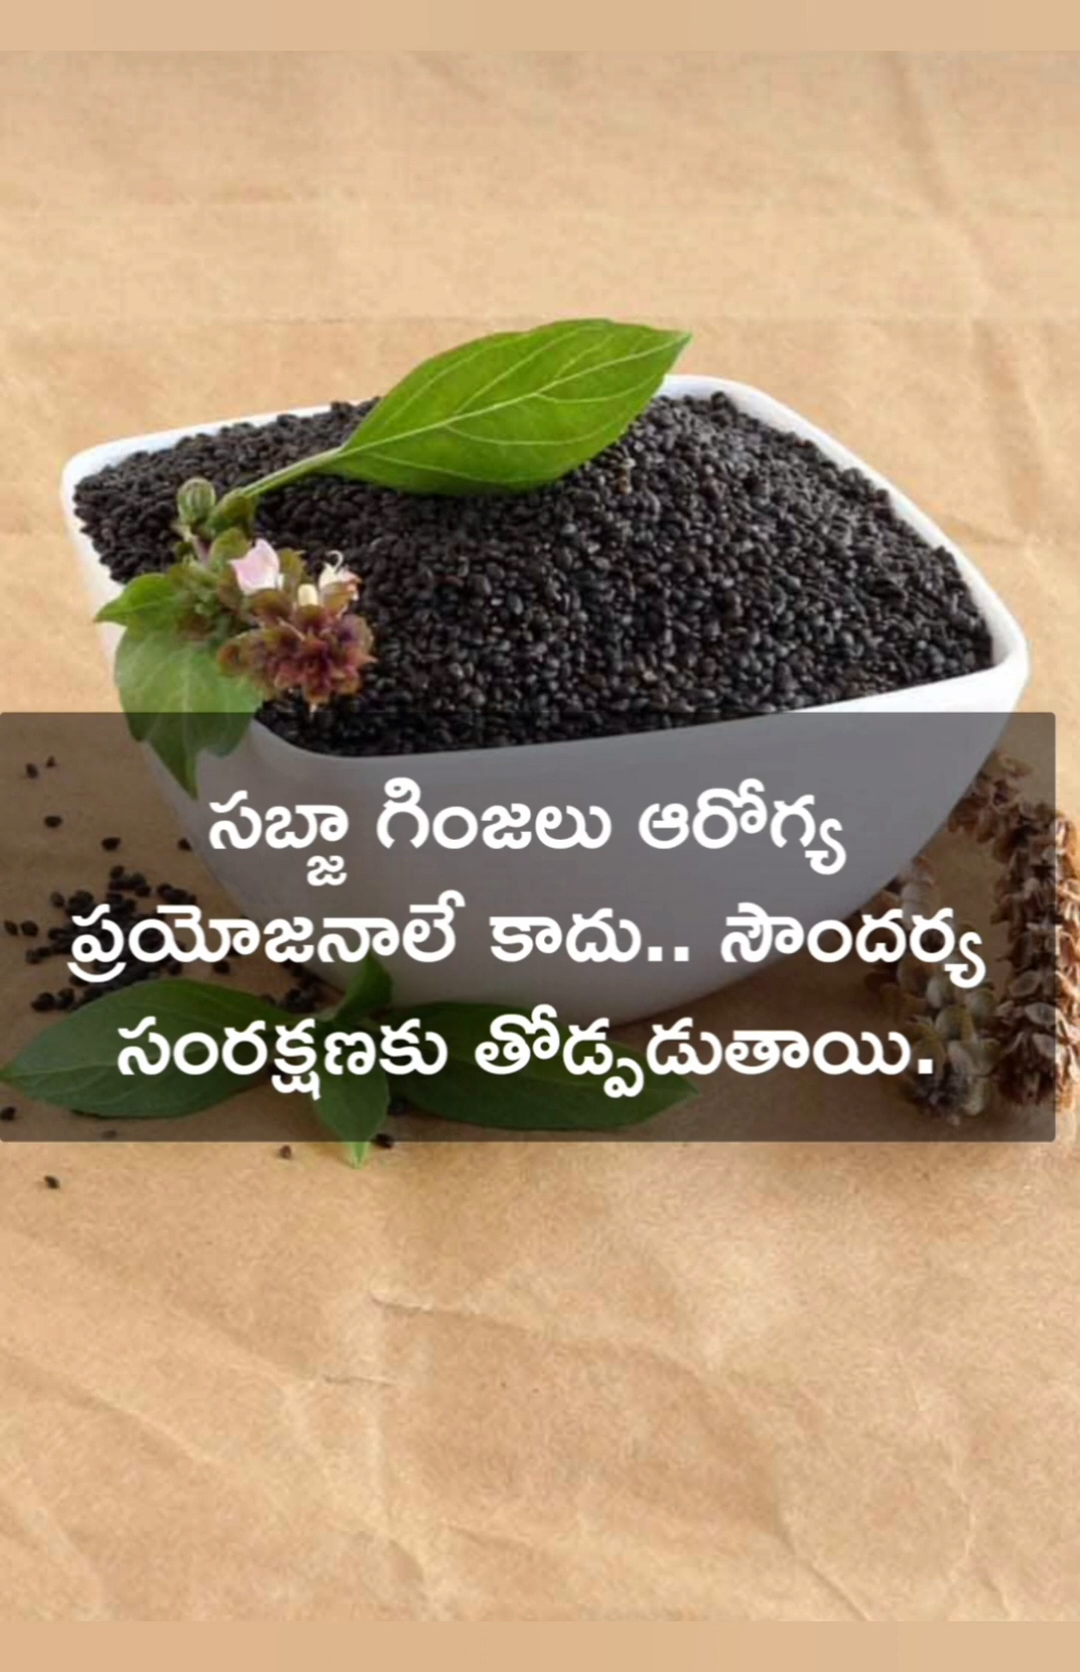 సబ్జా గింజలు ఆరోగ్య
ప్రయోజనాలే కాదు.. సౌందర్య
సంరక్షణకు తోడ్పడుతాయి.